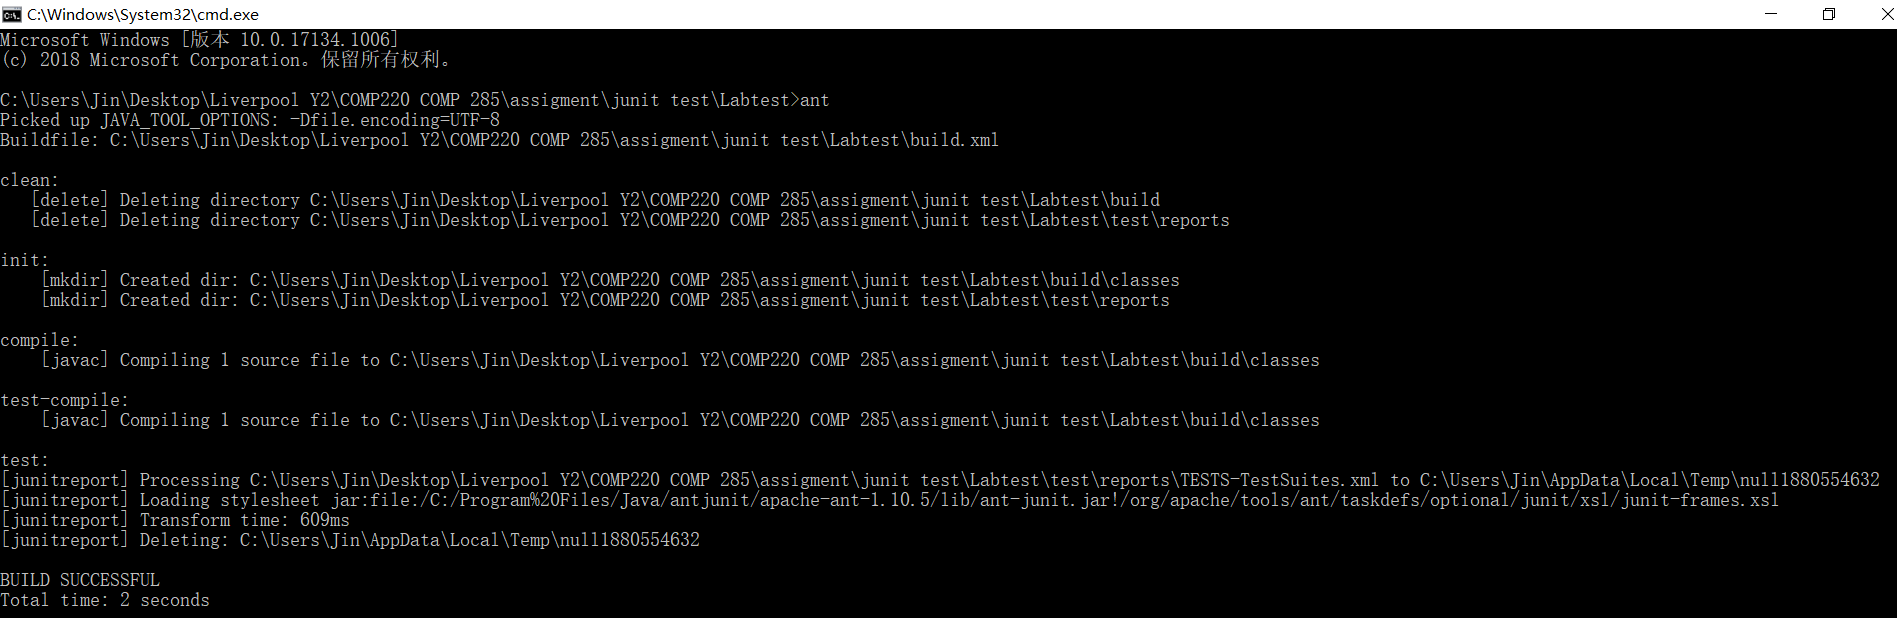 C:\Windows\System32\cmd.exe
Microsoft Windows [版本 10.0.17134.1006]
(c) 2018 Microsoft Corporation。保留所有权利。
C:\Users\Jin\Desktop\Liverpool Y2\COMP220 COMP 285\assigment\junit test\Labtest>ant
Picked up JAVA_TOOL_OPTIONS: -Dfile.encoding=UTF-8
Buildfile: C:\Users\Jin\Desktop\Liverpool Y2\COMP220 COMP 285\assigment\junit test\Labtest\build.xml
clean:
[delete] Deleting directory C:\Users\Jin\Desktop\Liverpool Y2\COMP220 COMP 285\assigment\junit test\Labtest\build
[delete] Deleting directory C:\Users\Jin\Desktop\Liverpool Y2\COMP220 COMP 285\assigment\junit test\Labtest\test\reports
init:
[mkdir] Created dir: C:\Users\Jin\Desktop\Liverpool Y2\COMP220 COMP 285\assigment\junit test\Labtest\build\classes
[mkdir] Created dir: C:\Users\Jin\Desktop\Liverpool Y2\COMP220 COMP 285\assigment\junit test\Labtest\test\reports
compile:
[javac] Compiling 1 source file to C:\Users\Jin\Desktop\Liverpool Y2\COMP220 COMP 285\assigment\junit test\Labtest\build\classes
test-compile:
[javac] Compiling 1 source file to C:\Users\Jin\Desktop\Liverpool Y2\COMP220 COMP 285\assigment\junit test\Labtest\build\classes
test:
[junitreport] Processing C:\Users\Jin\Desktop\Liverpool Y2\COMP220 COMP 285\assigment\junit test\Labtest\test\reports\TESTS-TestSuites.xml to C:\Users\Jin\AppData\Local\Temp\null1880554632
[junitreport] Loading stylesheet jar:file:/C:/Program%20Files/Java/antjunit/apache-ant-1.10.5/lib/ant-junit.jar!/org/apache/tools/ant/taskdefs/optional/junit/xsl/junit-frames.xsl
[junitreport] Transform time: 609ms
[junitreport] Deleting: C:\Users\Jin\AppData\Local\Temp\null1880554632
BUILD SUCCESSFUL
Total time: 2 seconds